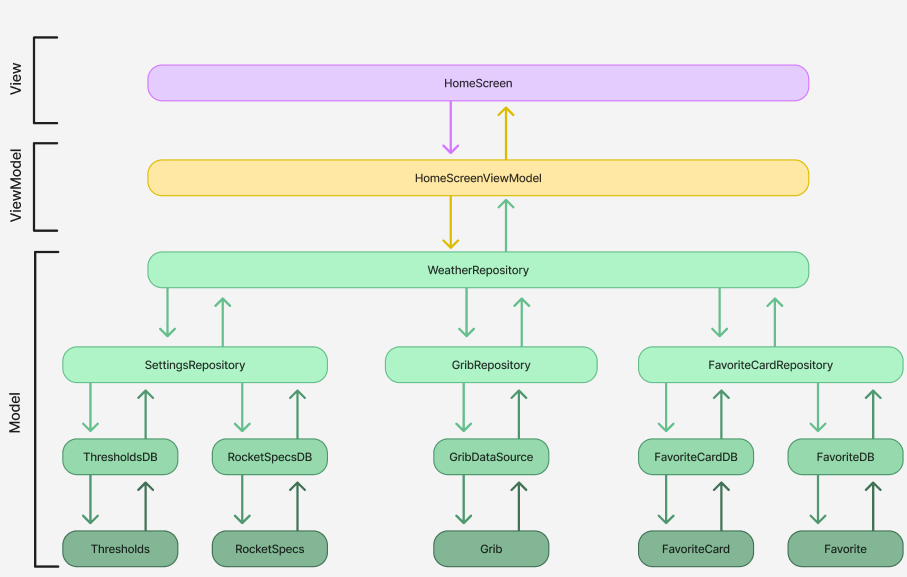 View
HomeScreen
ViewModel
HomeScreenViewModel
Model
WeatherRepository
SettingsRepository
GribRepository
FavoriteCardRepository
ThresholdsDB
RocketSpecsDB
GribDataSource
FavoriteCardDB
FavoriteDB
Thresholds
RocketSpecs
Grib
FavoriteCard
Favorite